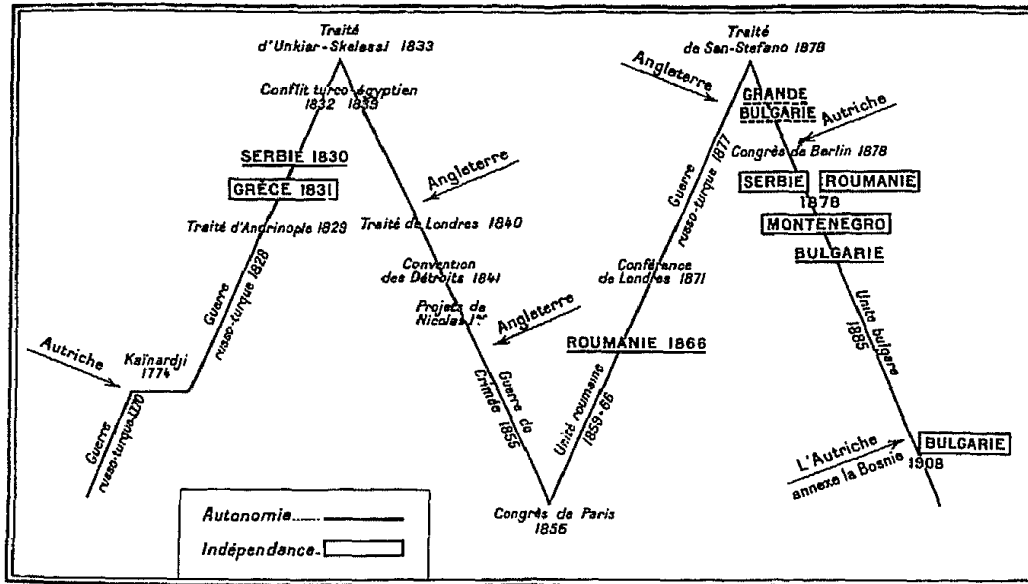 Traité
d'Unkiar-Skelessi 1833
Conflit turco-égyptien
1832 1839
SERBIE 1830
GRÈCE 1831
Traité d'Andrinople 1829
Guerre
russo-turque 1828
Autriche
Kaïnardji
1774
Guerre
russo-turque 1770
Angleterre
Traité de Londres 1840
Convention
des Détroits 1841
Projets de
Nicolas Ier
Angleterre
Guerre de
Crimée 1855
Congrès de Paris
1856
Unité roumaine
1859-66
ROUMANIE 1866
Conférence
de Londres 1871
Guerre
russo-turque 1877
Angleterre
Traité
de San-Stefano 1878
GRANDE
BULGARIE
Autriche
Congrès de Berlin 1878
SERBIE ROUMANIE
1878
MONTENEGRO
BULGARIE
Unité bulgare
1885
L'Autriche
annexe la Bosnie 1908
BULGARIE
Autonomie
Indépendance